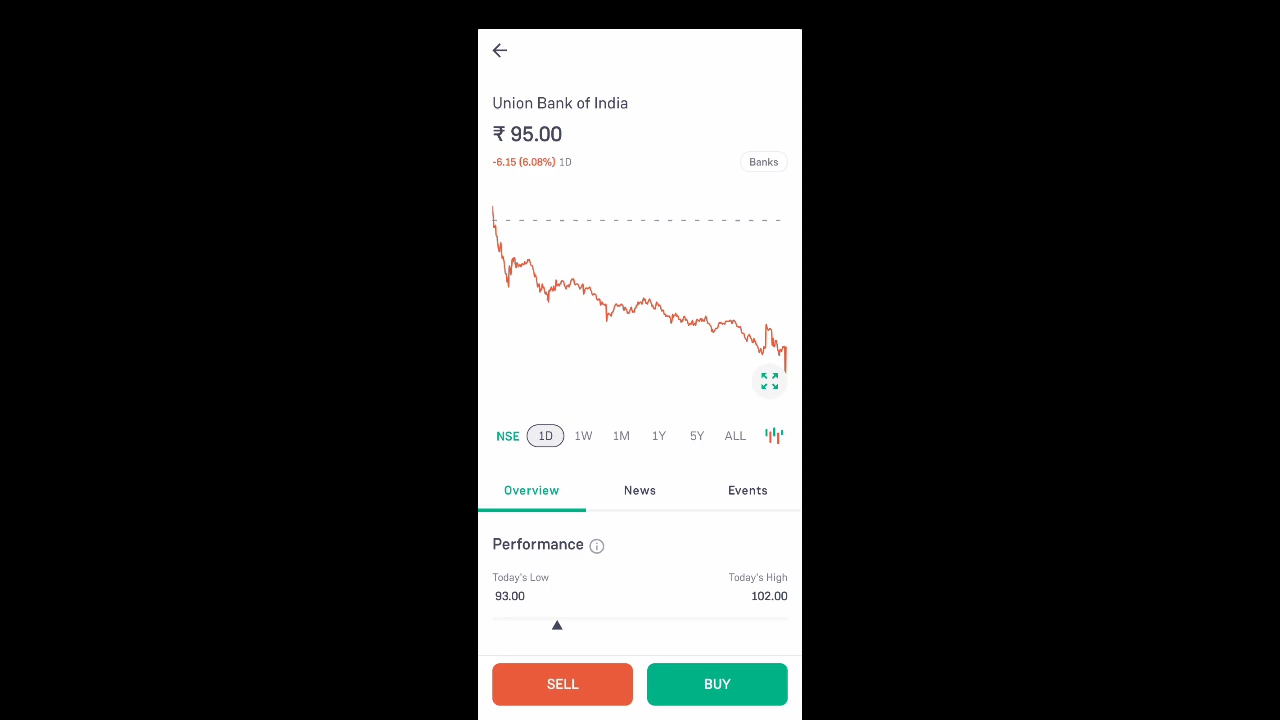 Union Bank of India
₹ 95.00
-6.15 (6.08%) 1D
Banks
NSE 1D 1W 1M 1Y 5Y ALL
Overview News Events
Performance
Today's Low Today's High
93.00 102.00
SELL BUY